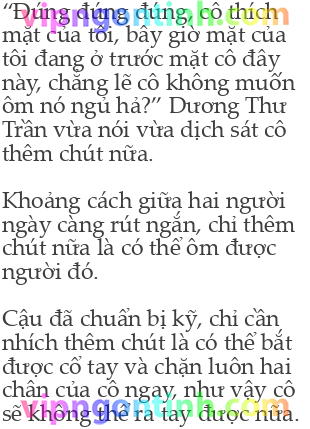 “Đúng đúng đúng, cô thích
mặt của tôi, bây giờ mặt của
tôi đang ở trước mặt cô đây
này, chẳng lẽ cô không muốn
ôm nó ngủ hả?” Dương Thư
Trần vừa nói vừa dịch sát cô
thêm chút nữa.
Khoảng cách giữa hai người
ngày càng rút ngắn, chỉ thêm
chút nữa là có thể ôm được
người đó.
Cậu đã chuẩn bị kỹ, chỉ cần
nhích thêm chút là có thể bắt
được cổ tay và chặn luôn hai
chân của cô ngay, như vậy cô
sẽ không thể ra tay được nữa.
vipngontinh.com
vipngontinh.com